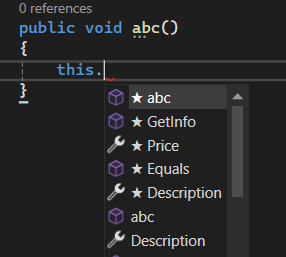 0 references
public void abc()
{
this.
}
★ abc
★ GetInfo
★ Price
★ Equals
★ Description
abc
Description